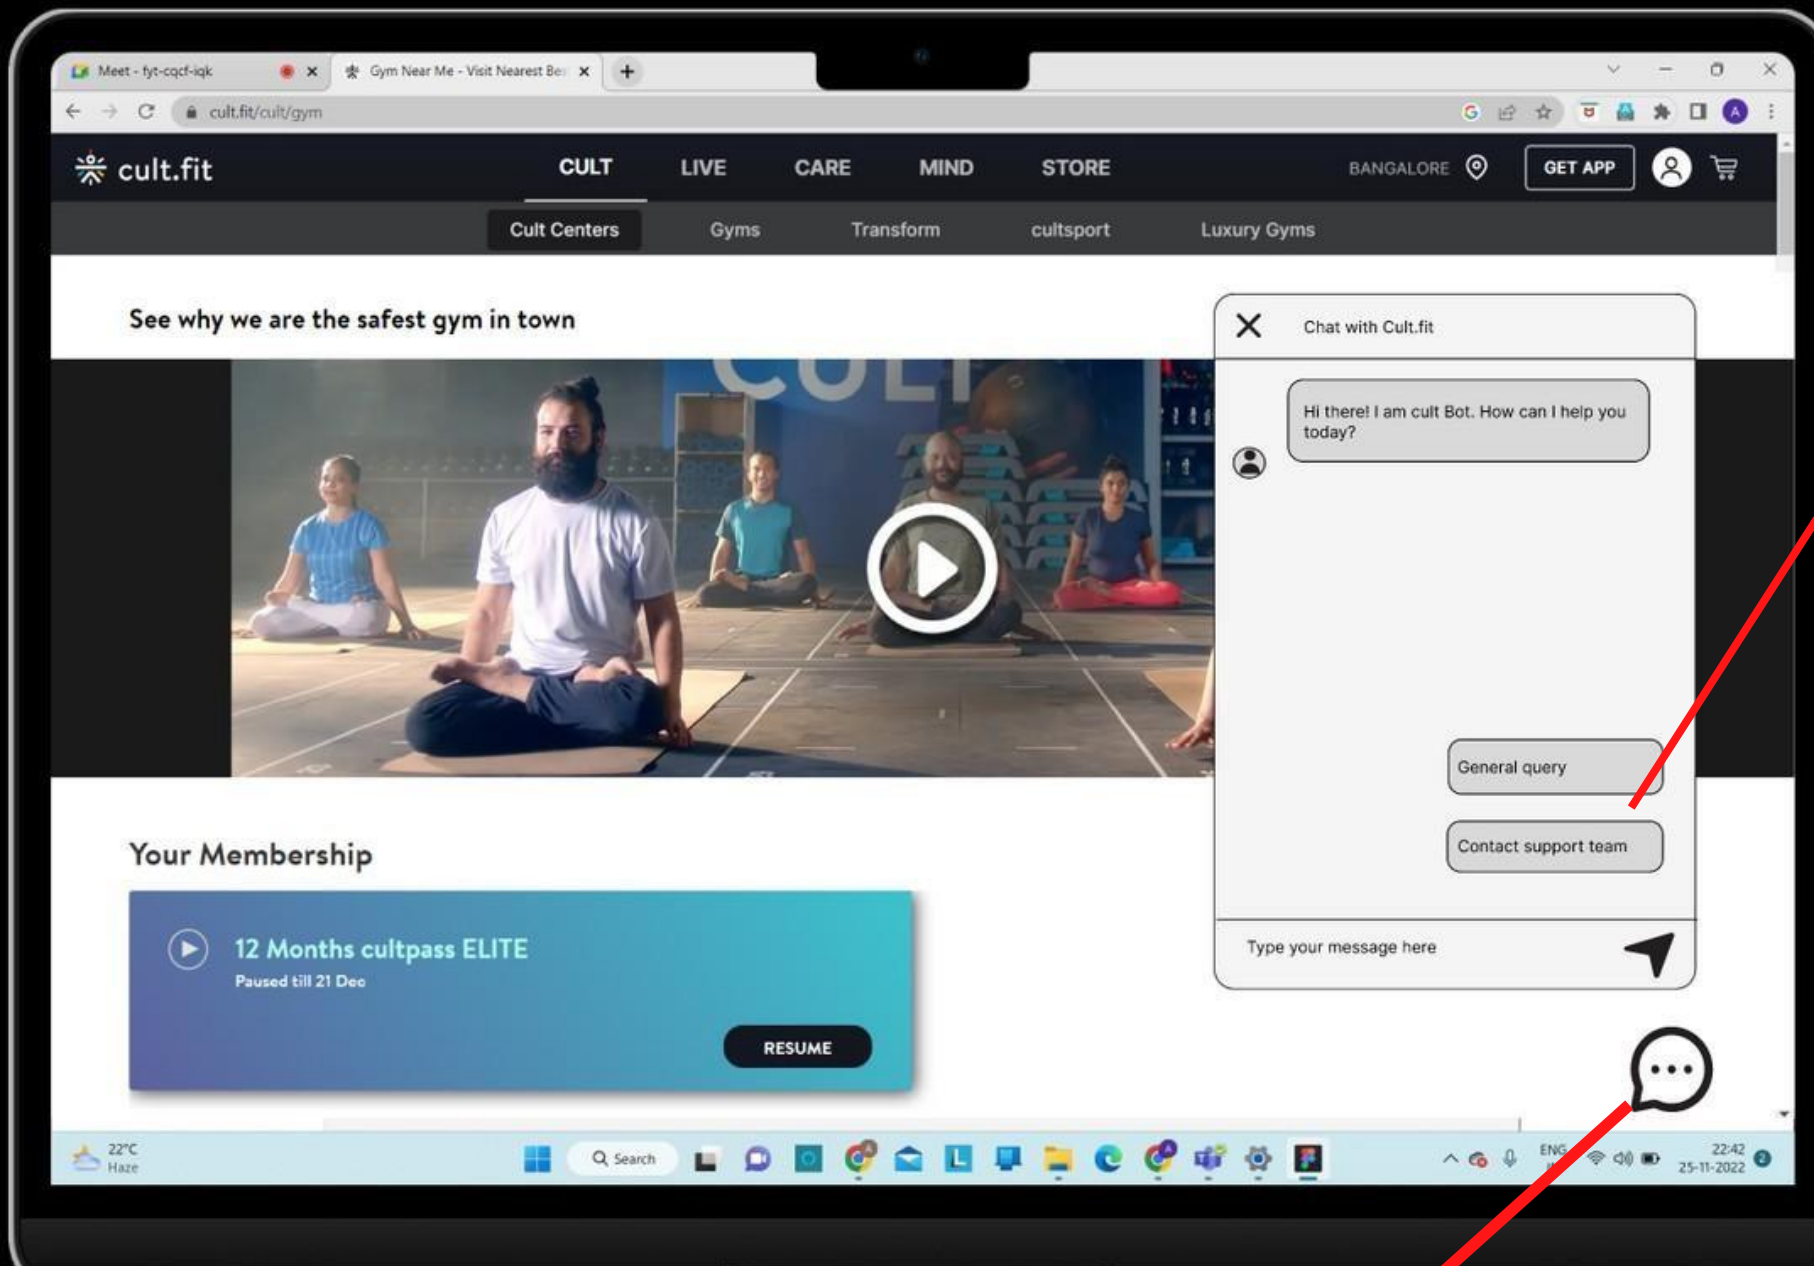 Meet - fyt-cqcf-iqk
Gym Near Me - Visit Nearest Be
cult.fit/cult/gym
cult.fit
CULT
LIVE
CARE
MIND
STORE
BANGALORE
GET APP
Cult Centers
Gyms
Transform
cultsport
Luxury Gyms
See why we are the safest gym in town
CULT
Chat with Cult.fit
Hi there! I am cult Bot. How can I help you
today?
General query
Contact support team
Type your message here
Your Membership
12 Months cultpass ELITE
Paused till 21 Dec
RESUME
22°C
Haze
Search
ENG
22:42
25-11-2022
2